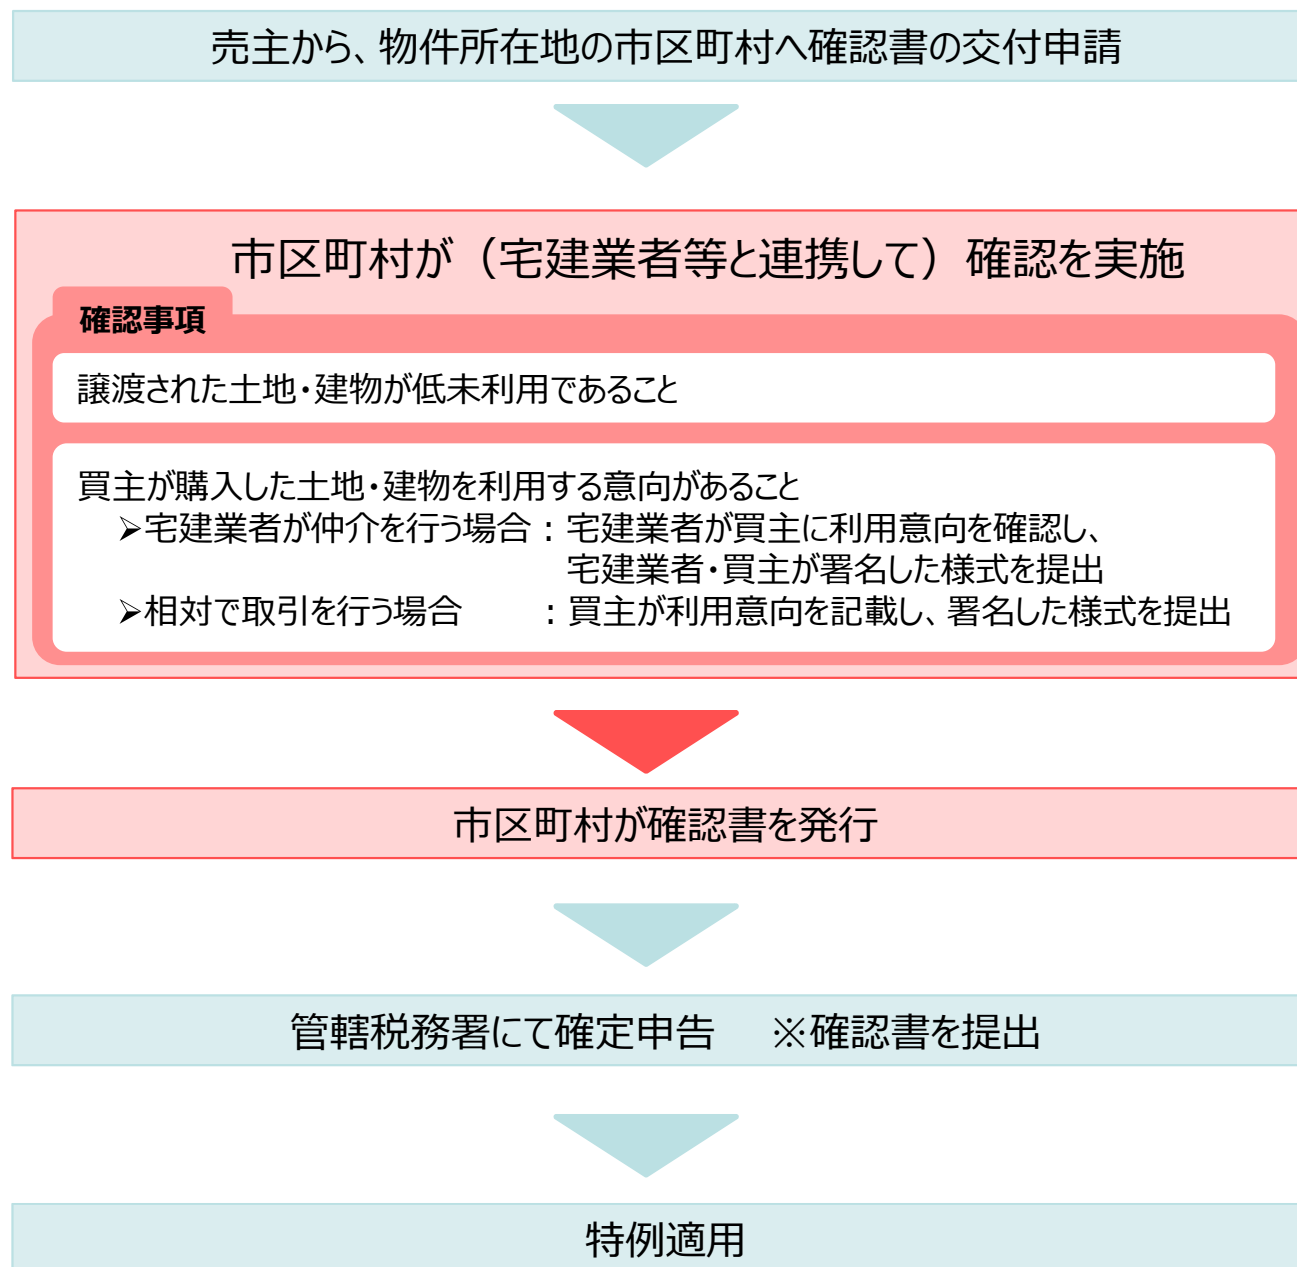 売主から、物件所在地の市区町村へ確認書の交付申請
市区町村が（宅建業者等と連携して）確認を実施
確認事項
譲渡された土地・建物が低未利用であること
買主が購入した土地・建物を利用する意向があること
➢宅建業者が仲介を行う場合：宅建業者が買主に利用意向を確認し、
宅建業者・買主が署名した様式を提出
➢相対で取引を行う場合　　：買主が利用意向を記載し、署名した様式を提出
市区町村が確認書を発行
管轄税務署にて確定申告　※確認書を提出
特例適用